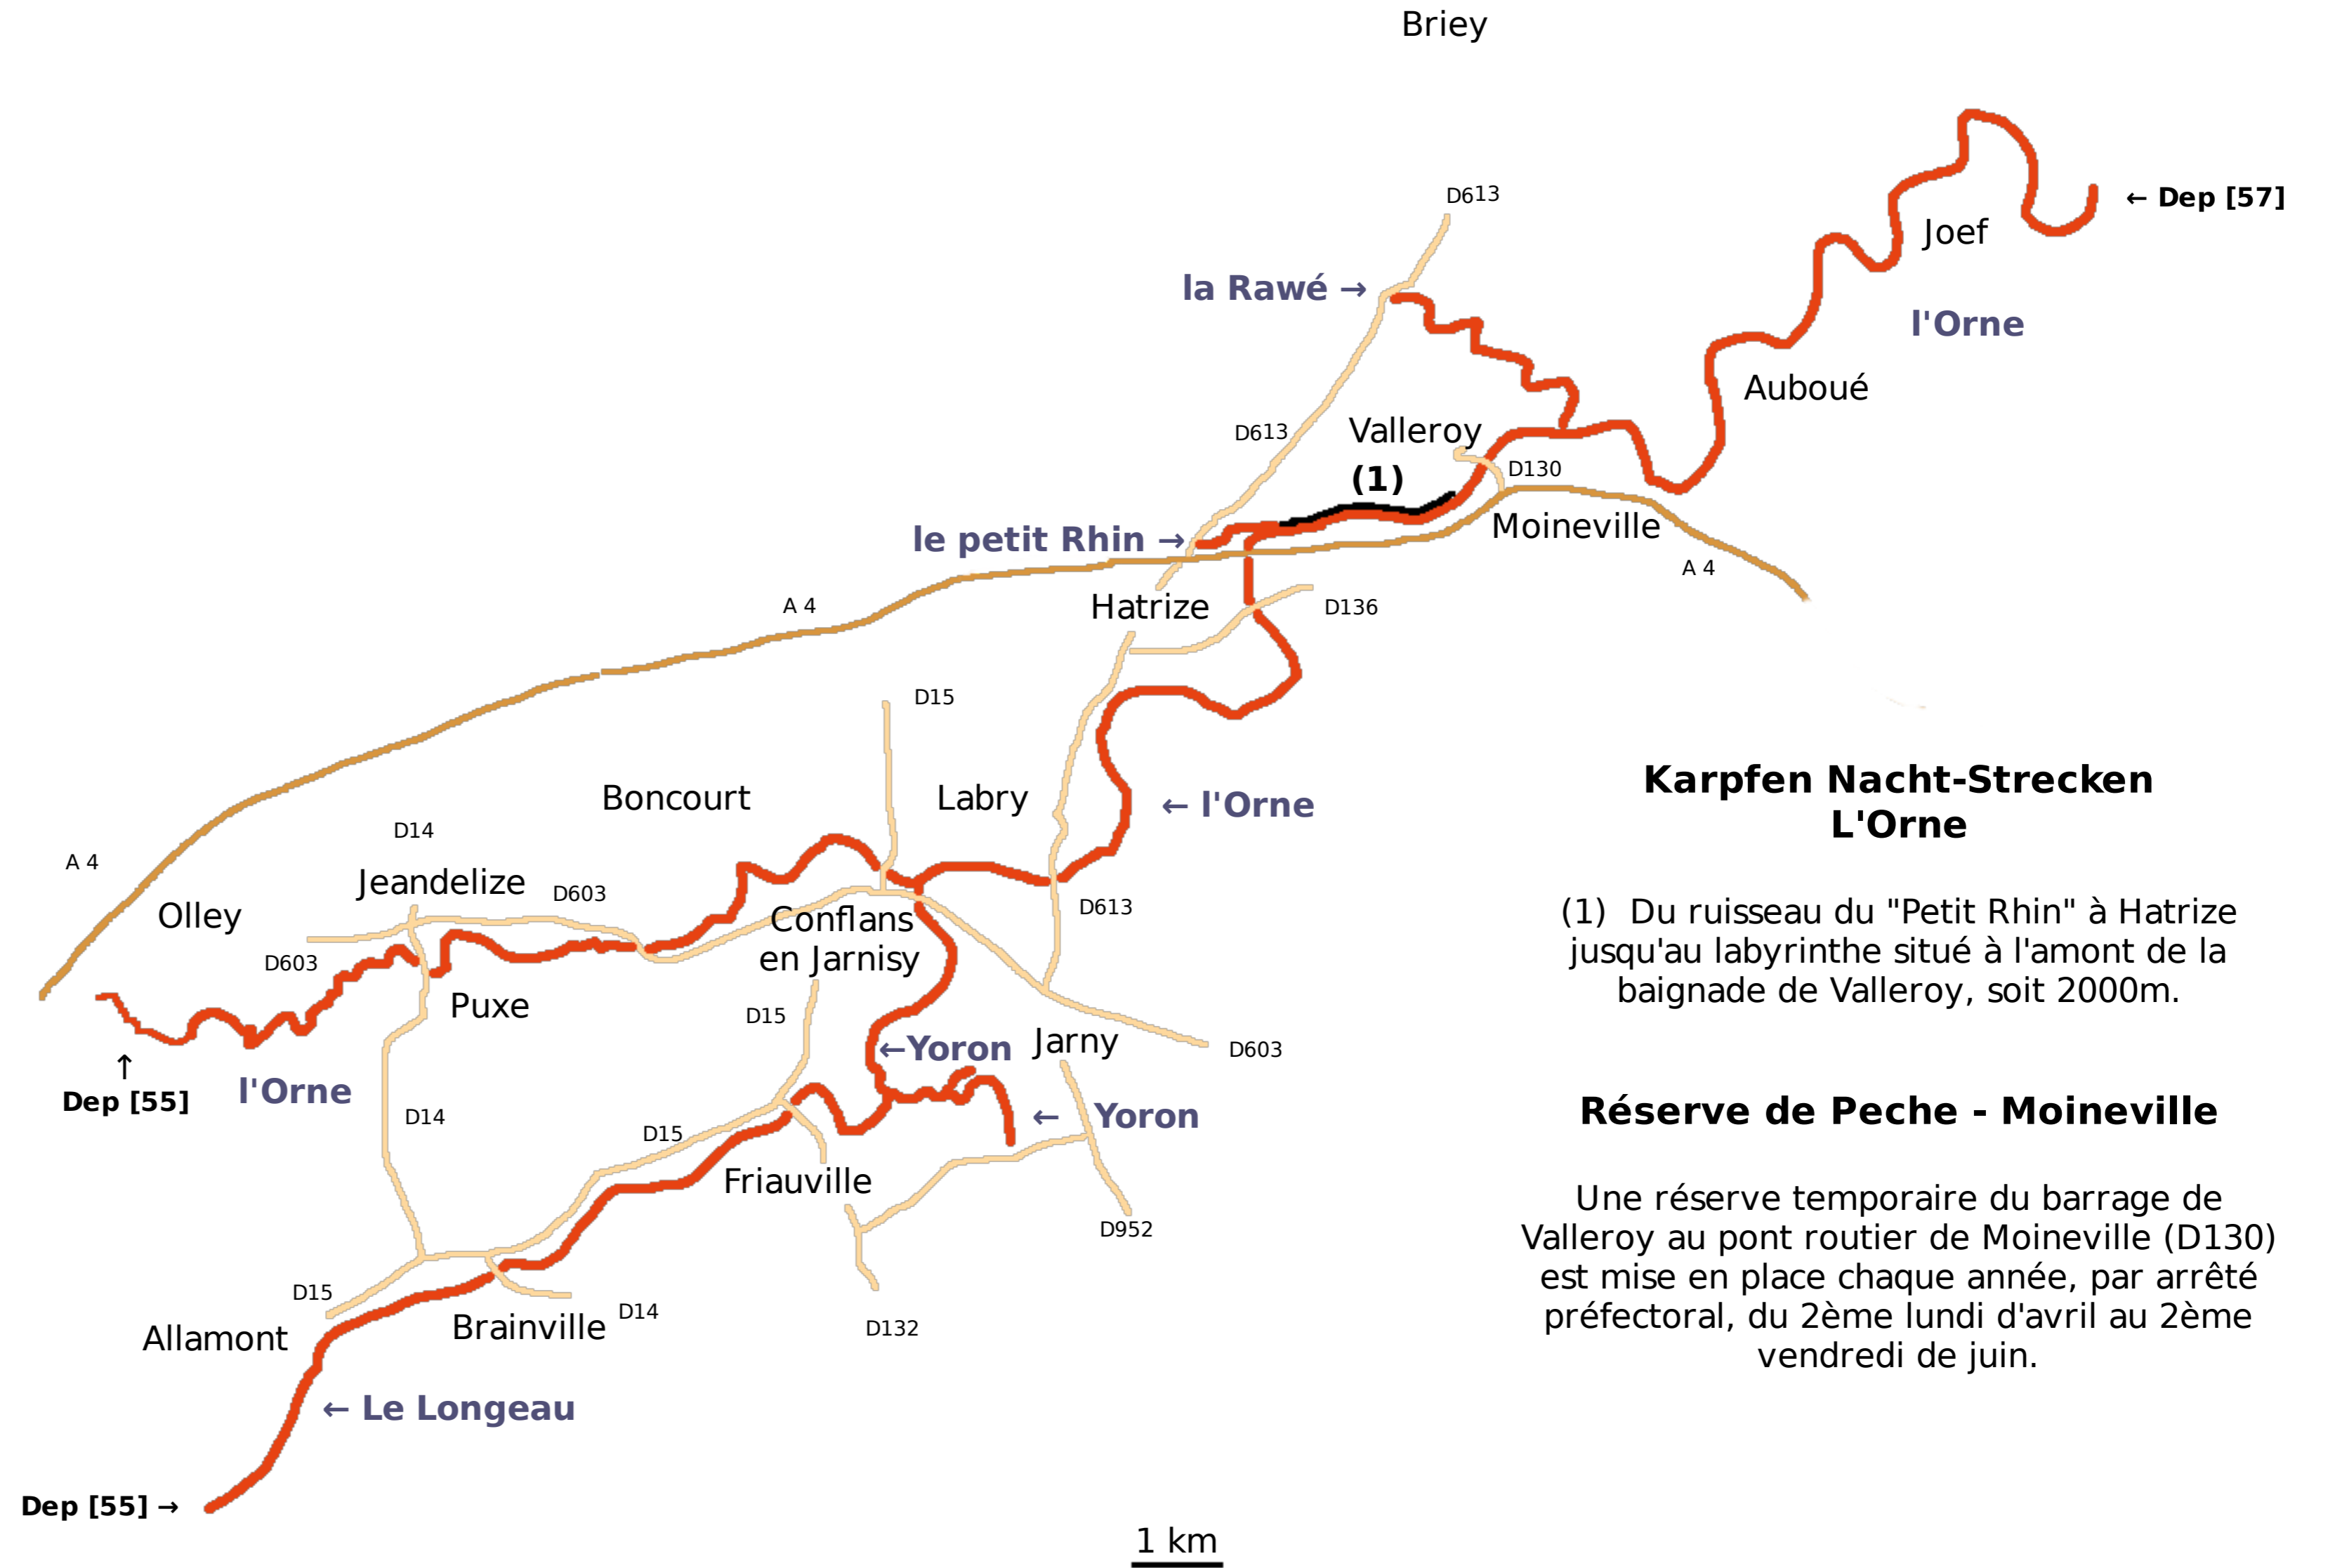 Briey
D613
← Dep [57]
Joef
la Rawé →
l'Orne
Auboué
D613
Valleroy
(1)
D130
le petit Rhin →
Moineville
A 4
A 4
Hatrize
D136
D15
Boncourt
Labry
← l'Orne
D14
A 4
Jeandelize
D603
Olley
D613
Conflans
en Jarnisy
D603
Puxe
D15
←Yoron
Jarny
D603
↑
Dep [55]
l'Orne
D14
← Yoron
D15
Friauville
D952
D15
D14
Brainville
D132
Allamont
← Le Longeau
Dep [55] →
1 km
Karpfen Nacht-Strecken
L'Orne
(1) Du ruisseau du "Petit Rhin" à Hatrize
jusqu'au labyrinthe situé à l'amont de la
baignade de Valleroy, soit 2000m.
Réserve de Peche - Moineville
Une réserve temporaire du barrage de
Valleroy au pont routier de Moineville (D130)
est mise en place chaque année, par arrêté
préfectoral, du 2ème lundi d'avril au 2ème
vendredi de juin.